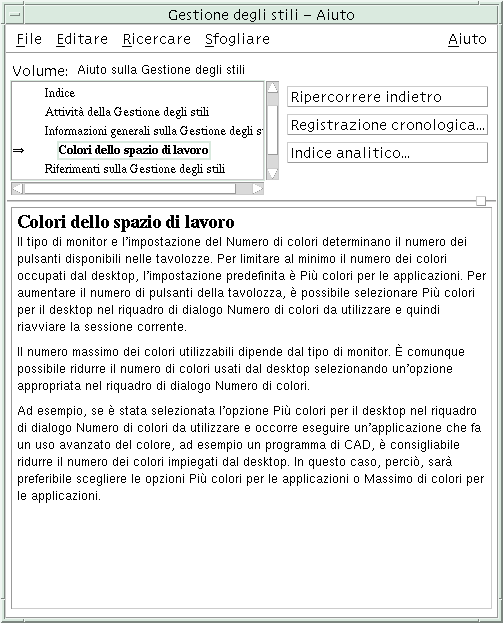 Gestione degli stili – Aiuto
File Editare Ricercare Sfogliare Aiuto
Volume: Aiuto sulla Gestione degli stili
Indice
Attività della Gestione degli stili
Informazioni generali sulla Gestione degli st
⇒ Colori dello spazio di lavoro
Riferimenti sulla Gestione degli stili
Ripercorrere indietro
Registrazione cronologica...
Indice analitico...
Colori dello spazio di lavoro
Il tipo di monitor e l'impostazione del Numero di colori determinano il numero dei
pulsanti disponibili nelle tavolozze. Per limitare al minimo il numero dei colori
occupati dal desktop, l'impostazione predefinita è Più colori per le applicazioni. Per
aumentare il numero di pulsanti della tavolozza, è possibile selezionare Più colori
per il desktop nel riquadro di dialogo Numero di colori da utilizzare e quindi
riavviare la sessione corrente.
Il numero massimo dei colori utilizzabili dipende dal tipo di monitor. È comunque
possibile ridurre il numero di colori usati dal desktop selezionando un'opzione
appropriata nel riquadro di dialogo Numero di colori.
Ad esempio, se è stata selezionata l'opzione Più colori per il desktop nel riquadro
di dialogo Numero di colori da utilizzare e occorre eseguire un'applicazione che fa
un uso avanzato del colore, ad esempio un programma di CAD, è consigliabile
ridurre il numero dei colori impiegati dal desktop. In questo caso, perciò, sarà
preferibile scegliere le opzioni Più colori per le applicazioni o Massimo di colori per
le applicazioni.